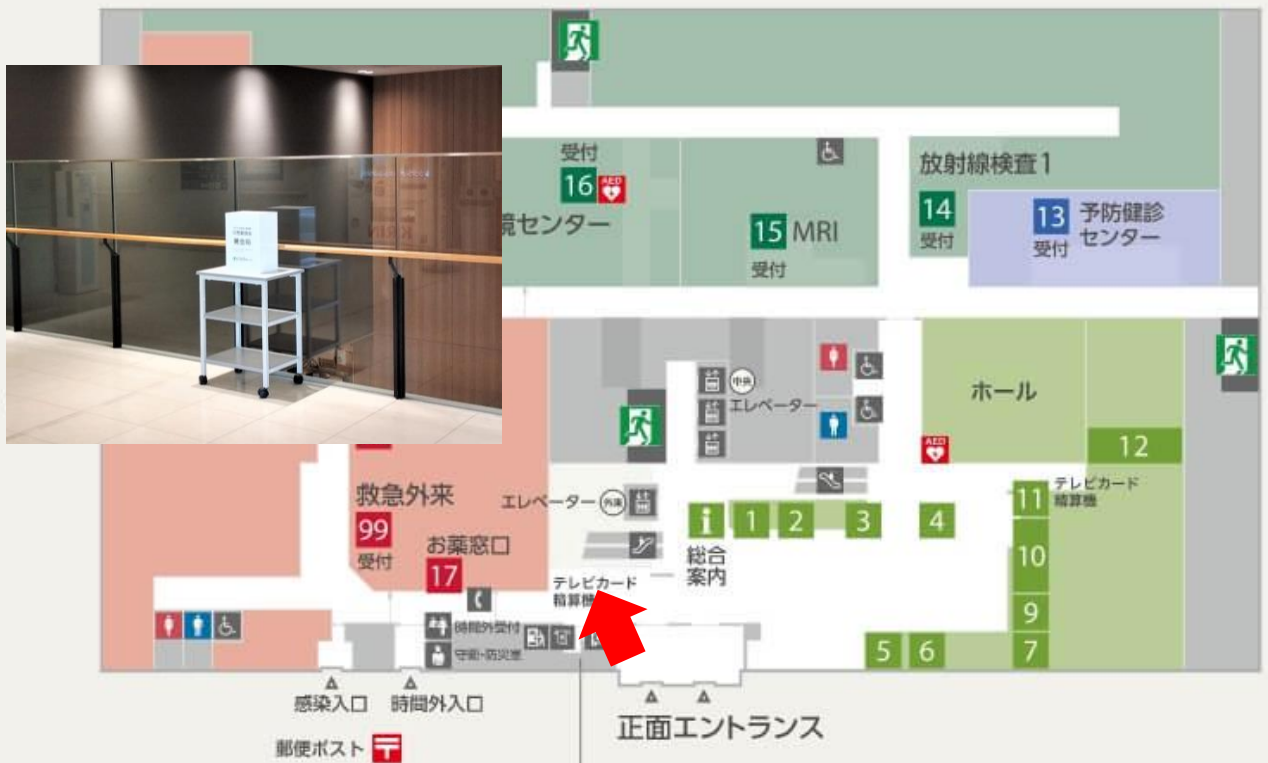 受付
16
AED
鏡センター
15 MRI
受付
放射線検査1
14
受付
13
受付
予防健診
センター
中央
エレベーター
ホール
AED
12
11
テレビカード
精算機
10
9
7
救急外来
99
受付
エレベーター
外来
お薬窓口
17
i
1
2
3
4
総合
案内
テレビカード
精算機
時間外受付
守衛・防災室
5
6
感染入口
時間外入口
正面エントランス
郵便ポスト